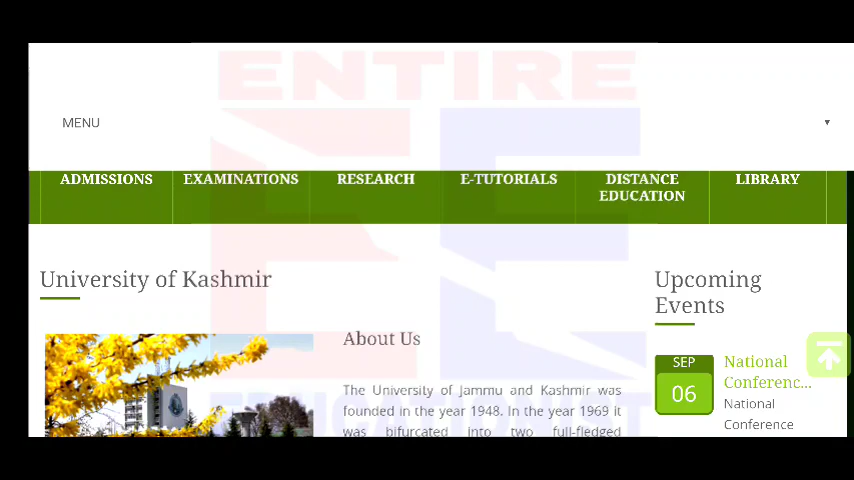 ENTIRE
MENU
ADMISSIONS
EXAMINATIONS
RESEARCH
E-TUTORIALS
DISTANCE
EDUCATION
LIBRARY
University of Kashmir
About Us
The University of Jammu and Kashmir was
founded in the year 1948. In the year 1969 it
was bifurcated into two full-fledged
Upcoming
Events
SEP
06
National
Conferenc...
National
Conference